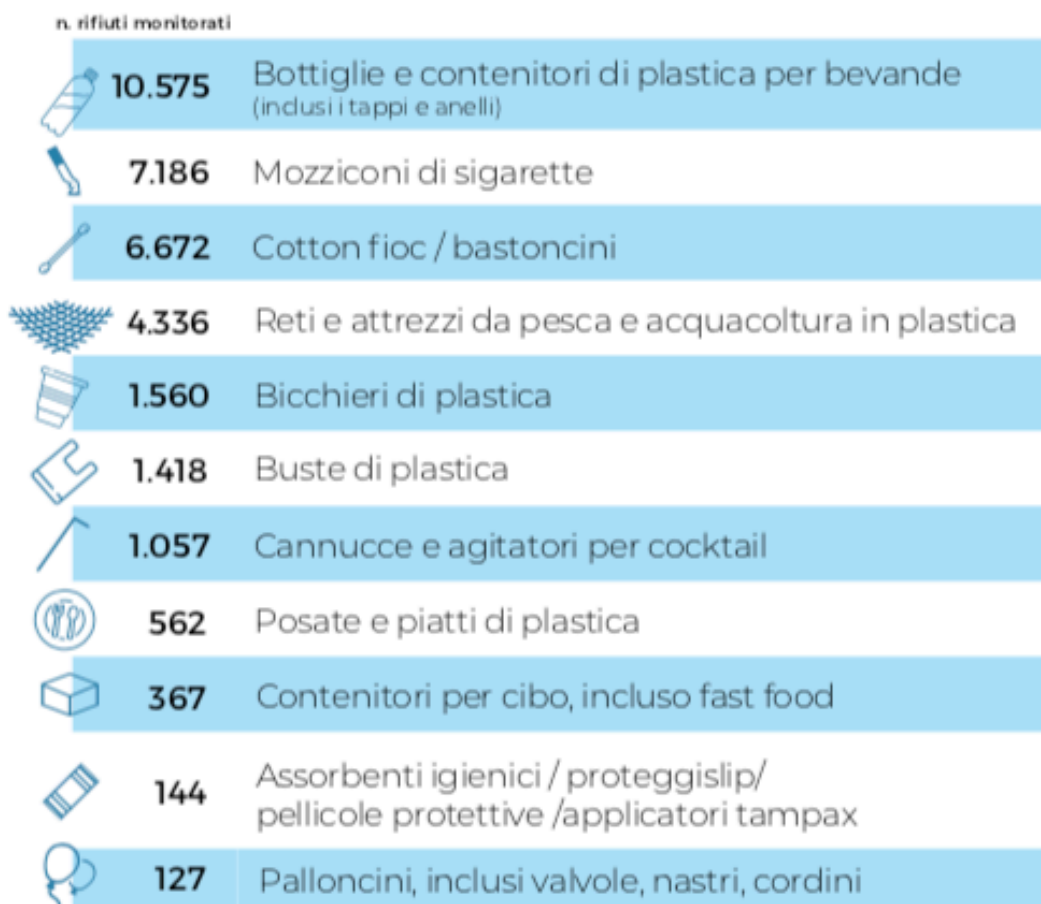 n. rifiuti monitorati
10.575 Bottiglie e contenitori di plastica per bevande
(inclusi i tappi e anelli)
7.186 Mozziconi di sigarette
6.672 Cotton fioc / bastoncini
4.336 Reti e attrezzi da pesca e acquacoltura in plastica
1.560 Bicchieri di plastica
1.418 Buste di plastica
1.057 Cannucce e agitatori per cocktail
562 Posate e piatti di plastica
367 Contenitori per cibo, incluso fast food
144 Assorbenti igienici / proteggislip/
pellicole protettive /applicatori tampax
127 Palloncini, inclusi valvole, nastri, cordini